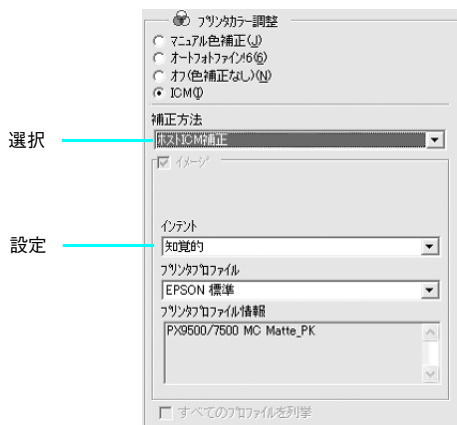 プリンタカラー調整
マニュアル色補正(J)
オートフォトファイン!6(6)
オフ(色補正なし)(N)
ICM(I)
補正方法
選択
ホストICM補正
イメージ
インテント
設定
知覚的
プリンタプロファイル
EPSON 標準
プリンタプロファイル情報
PX9500/7500 MC Matte_PK
すべてのプロファイルを列挙